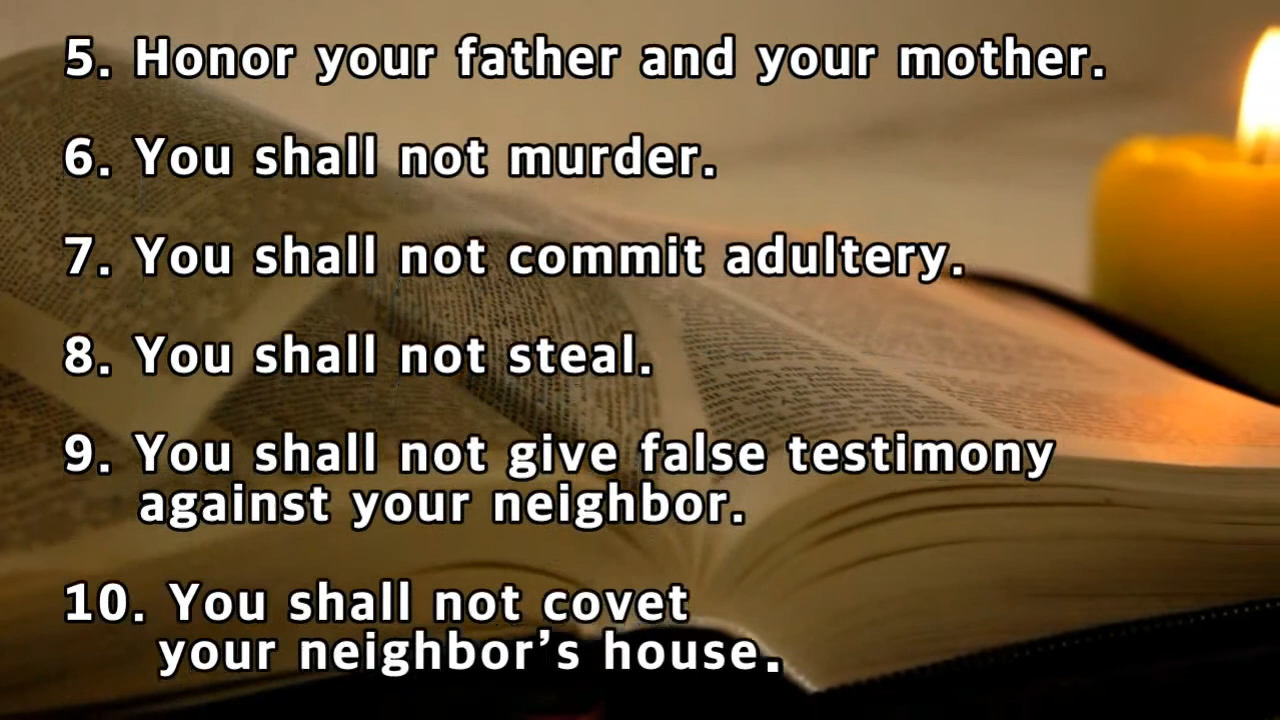 5. Honor your father and your mother.
6. You shall not murder.
7. You shall not commit adultery.
8. You shall not steal.
9. You shall not give false testimony
against your neighbor.
10. You shall not covet
your neighbor’s house.